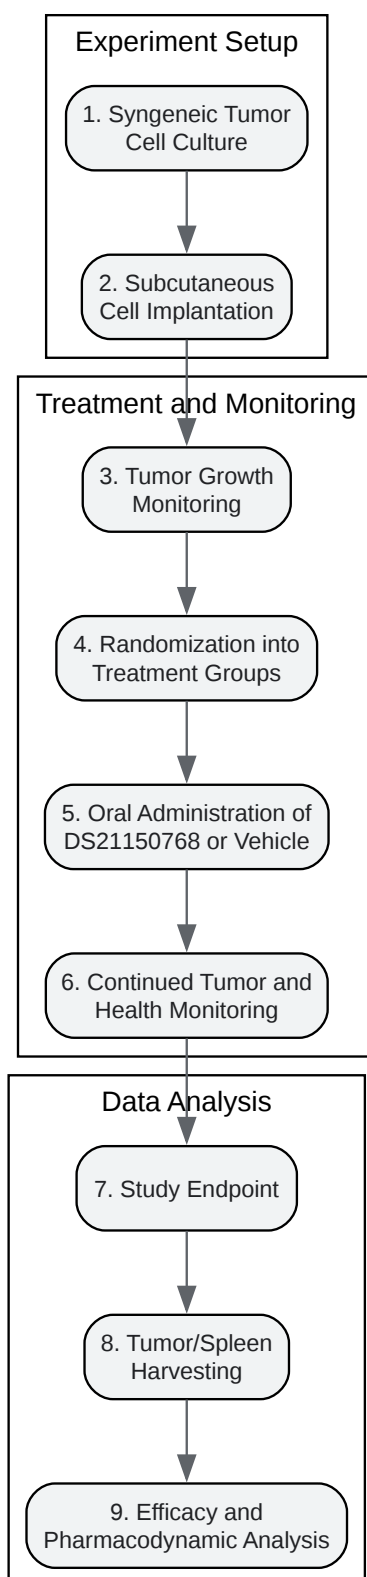 Experiment Setup
1. Syngeneic Tumor
Cell Culture
2. Subcutaneous
Cell Implantation
Treatment and Monitoring
3. Tumor Growth
Monitoring
4. Randomization into
Treatment Groups
5. Oral Administration of
DS21150768 or Vehicle
6. Continued Tumor and
Health Monitoring
Data Analysis
7. Study Endpoint
8. Tumor/Spleen
Harvesting
9. Efficacy and
Pharmacodynamic Analysis